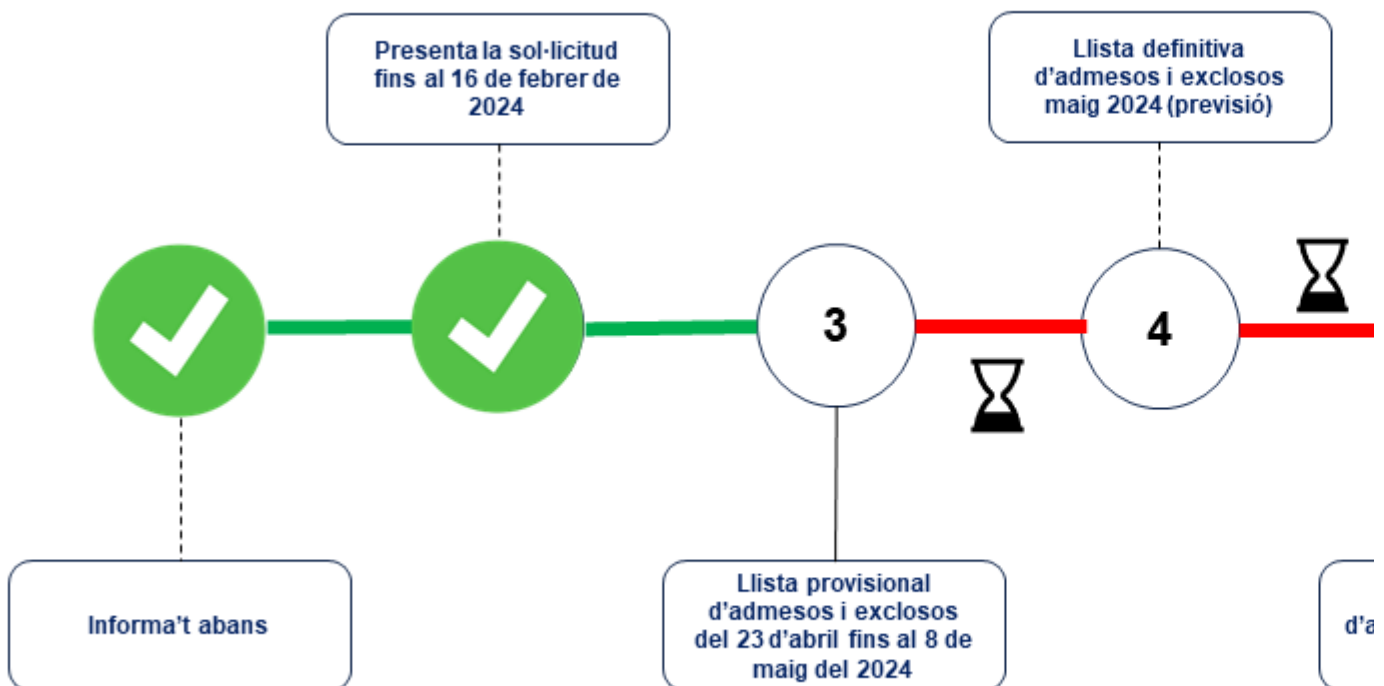 Presenta la sol·licitud
fins al 16 de febrer de
2024
Llista definitiva
d'admesos i exclosos
maig 2024 (previsió)
3
4
Informa't abans
Llista provisional
d'admesos i exclosos
del 23 d'abril fins al 8 de
maig del 2024
d'a